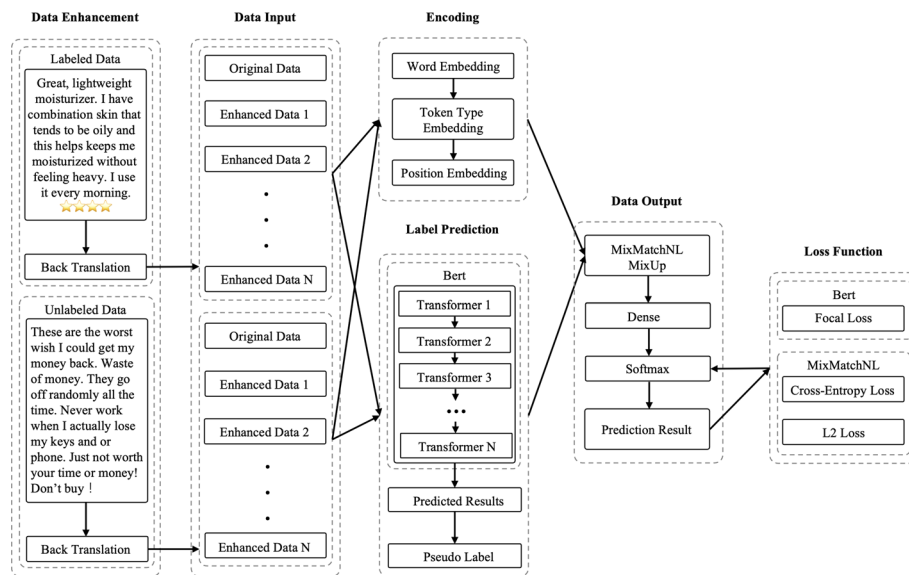 Data Enhancement
Labeled Data
Great, lightweight
moisturizer. I have
combination skin that
tends to be oily and
this helps keeps me
moisturized without
feeling heavy. I use
it every morning.
Back Translation
Unlabeled Data
These are the worst
wish I could get my
money back. Waste
of money. They go
off randomly all the
time. Never work
when I actually lose
my keys and or
phone. Just not worth
your time or money!
Don't buy！
Back Translation
Data Input
Original Data
Enhanced Data 1
Enhanced Data 2
Enhanced Data N
Original Data
Enhanced Data 1
Enhanced Data 2
Enhanced Data N
Encoding
Word Embedding
Token Type
Embedding
Position Embedding
Label Prediction
Bert
Transformer 1
Transformer 2
Transformer 3
Transformer N
Predicted Results
Pseudo Label
Data Output
MixMatchNL
MixUp
Dense
Softmax
Prediction Result
Loss Function
Bert
Focal Loss
MixMatchNL
Cross-Entropy Loss
L2 Loss